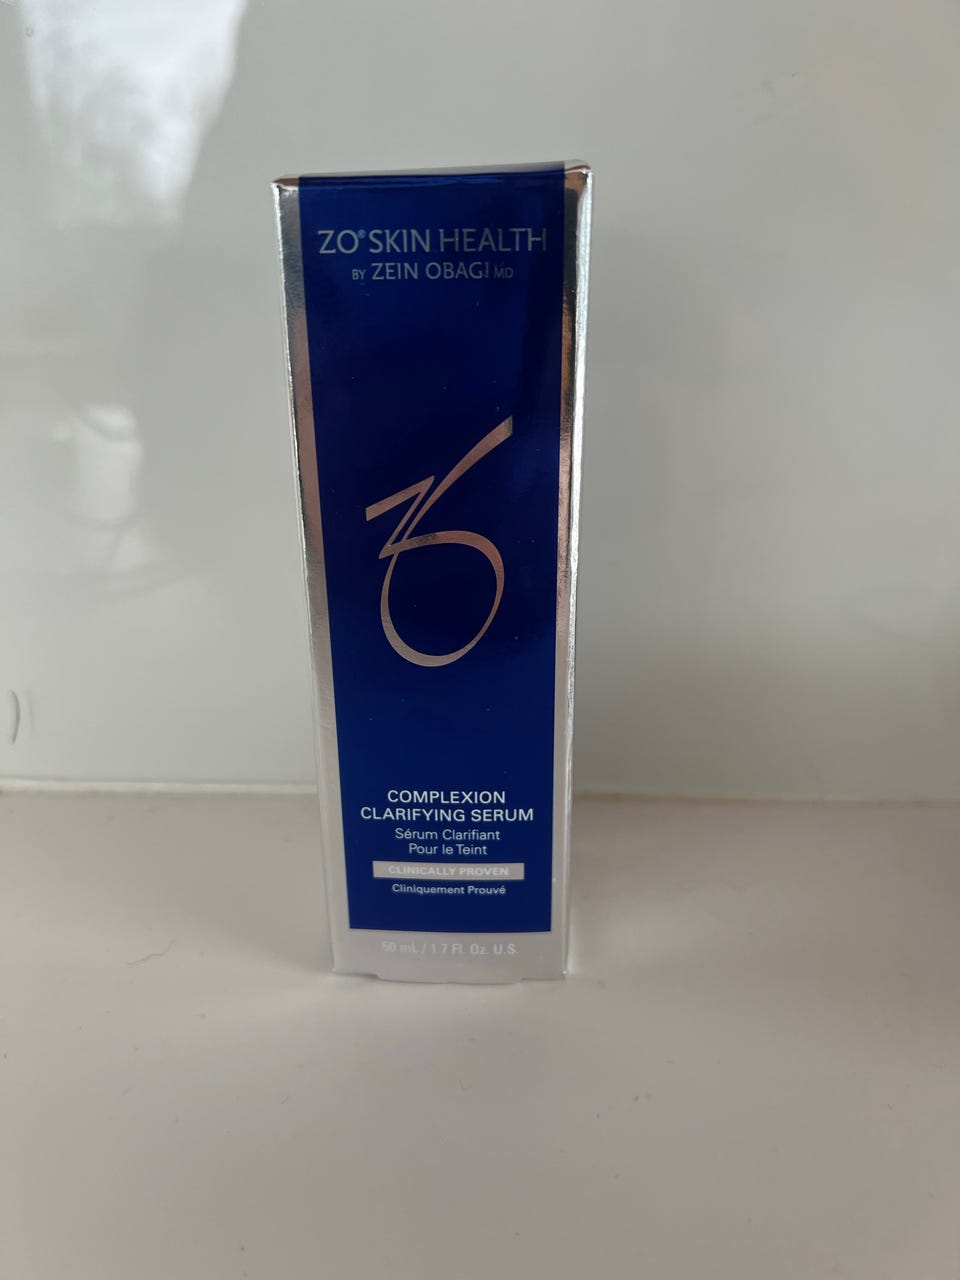 ZO® SKIN HEALTH
BY ZEIN OBAGI MD
COMPLEXION
CLARIFYING SERUM
Sérum Clarifiant
Pour le Teint
CLINICALLY PROVEN
Cliniquement Prouvé
50 mL / 1.7 Fl. Oz. U.S.